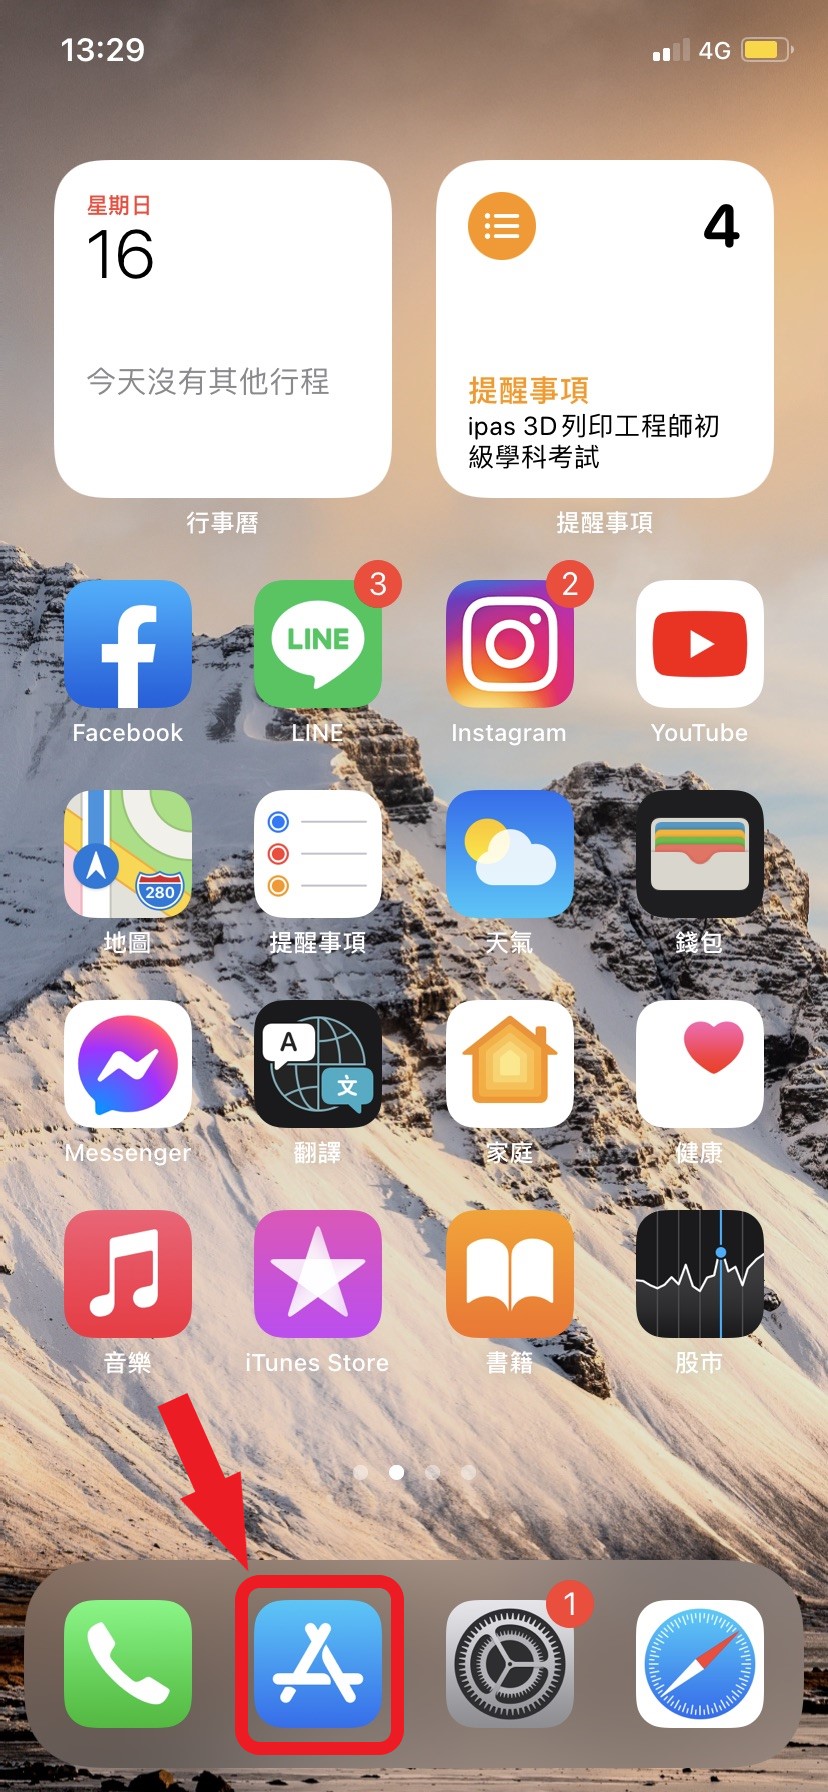 13:29
4G
星期日
16
今天沒有其他行程
4
提醒事項
ipas 3D列印工程師初
級學科考試
行事曆
提醒事項
3
2
LINE
Facebook
LINE
Instagram
YouTube
280
地圖
提醒事項
天氣
錢包
A
文
Messenger
翻譯
家庭
健康
音樂
iTunes Store
書籍
股市
1